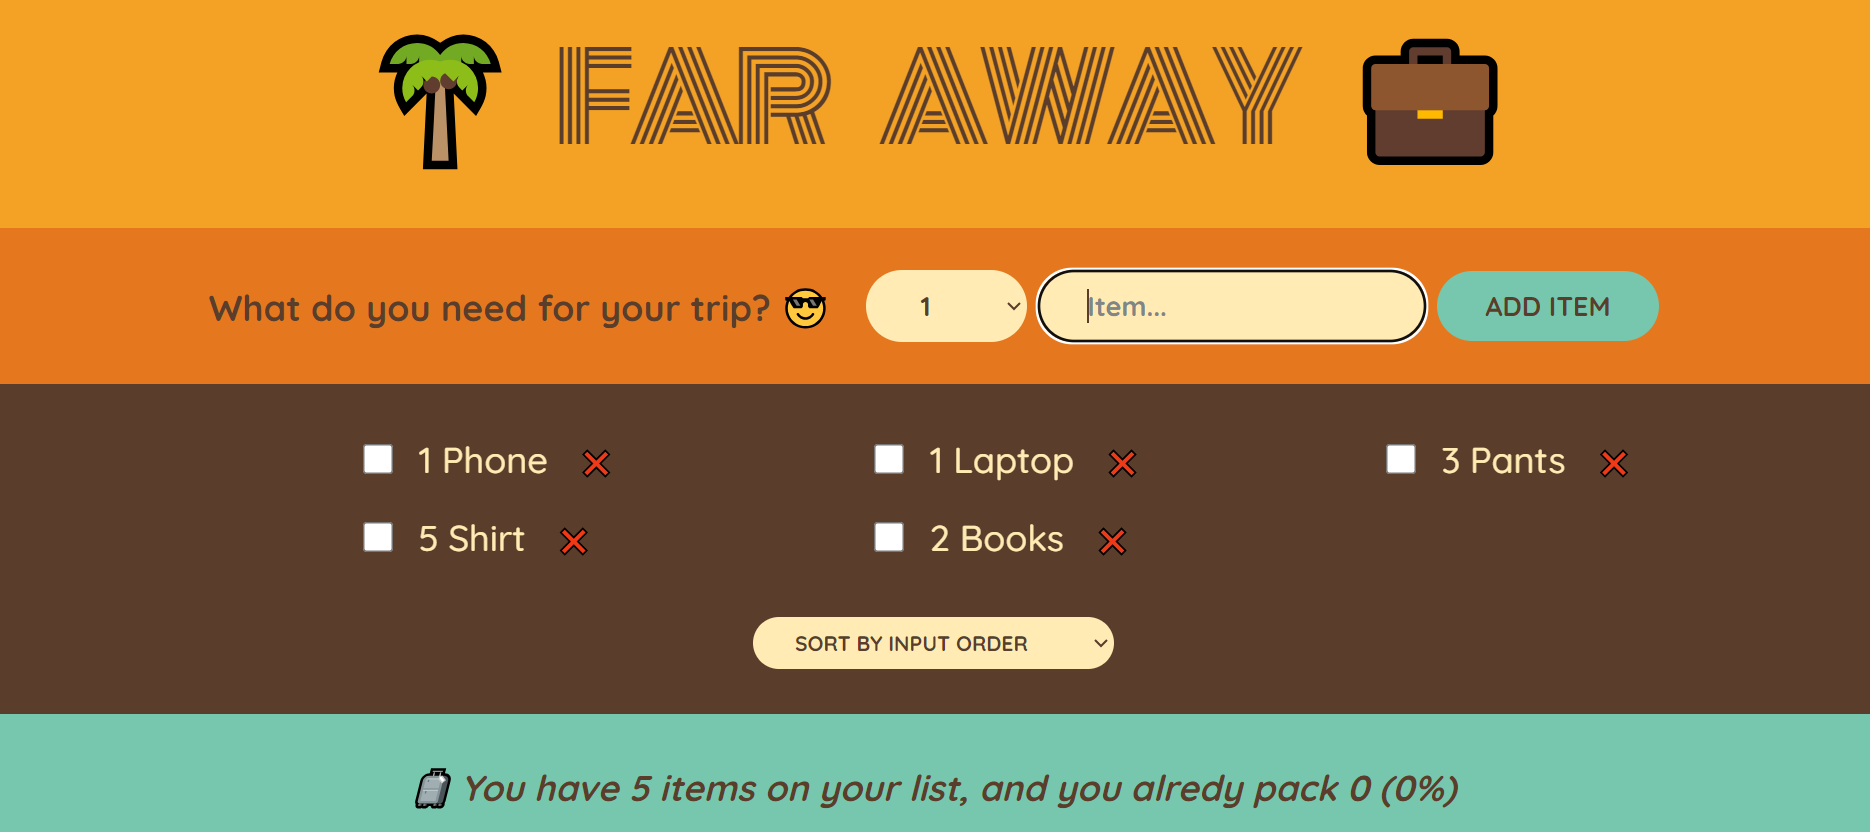 FAR AWAY
What do you need for your trip? 😎 1 Item... ADD ITEM
1 Phone ❌ 1 Laptop ❌ 3 Pants ❌
5 Shirt ❌ 2 Books ❌
SORT BY INPUT ORDER
You have 5 items on your list, and you alredy pack 0 (0%)